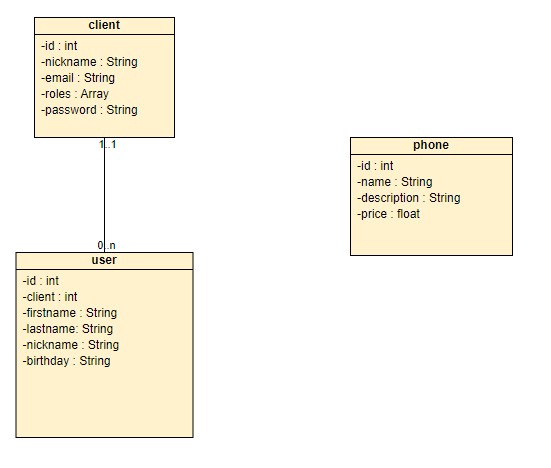 client
-id : int
-nickname : String
-email : String
-roles : Array
-password : String
1..1
0..n
user
-id : int
-client : int
-firstname : String
-lastname: String
-nickname : String
-birthday : String
phone
-id : int
-name : String
-description : String
-price : float